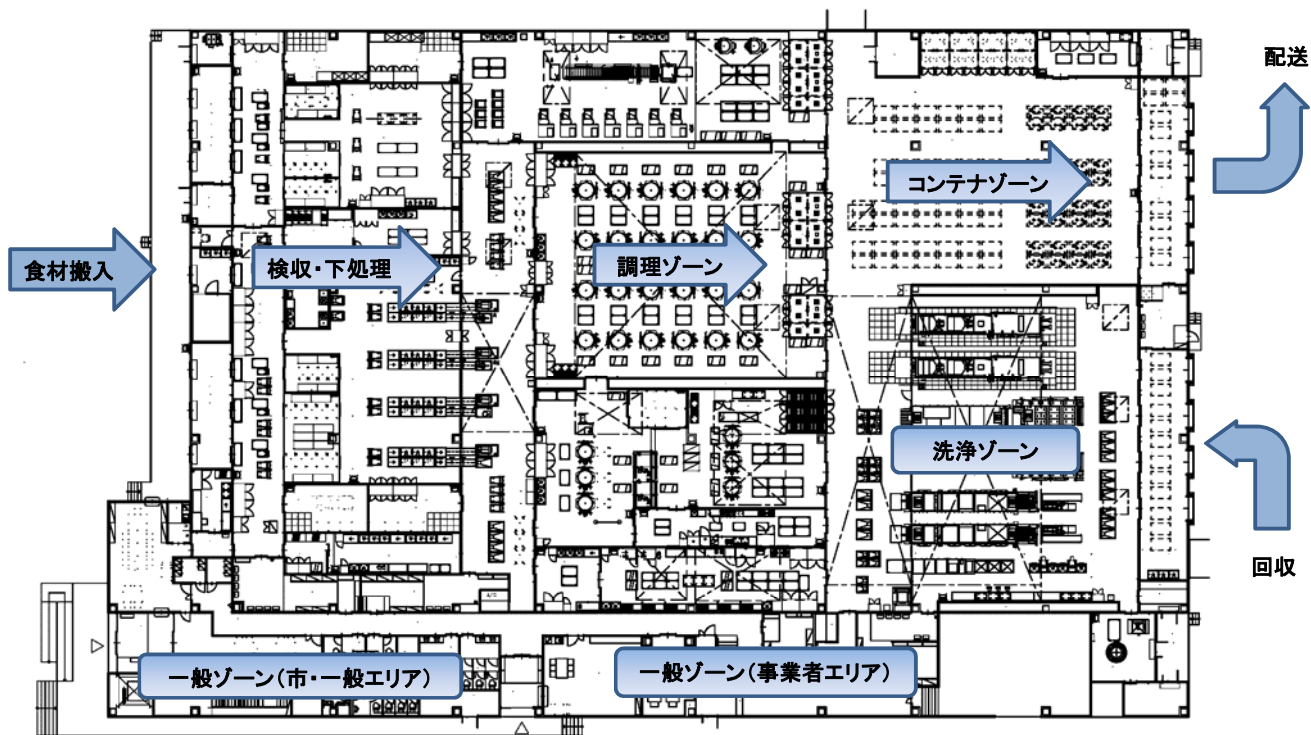 配送
コンテナゾーン
食材搬入
検収・下処理
調理ゾーン
洗浄ゾーン
回収
一般ゾーン(市・一般エリア)
一般ゾーン(事業者エリア)